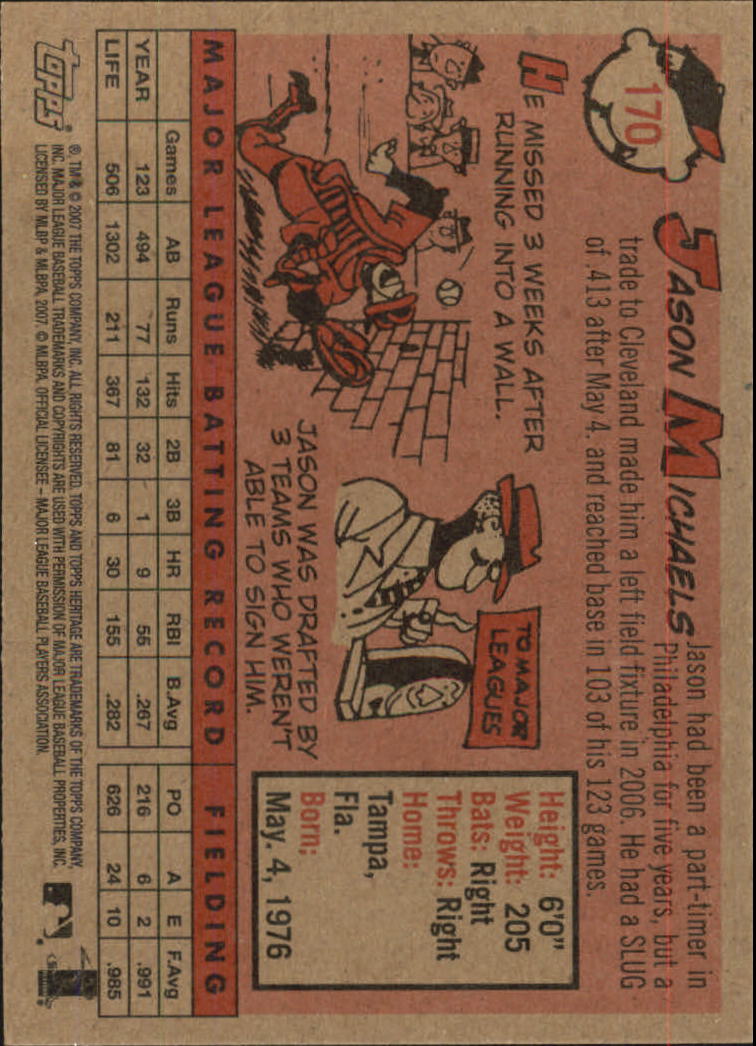 170
JASON MICHAELS
Jason had been a part-timer in
Philadelphia for five years, but a
trade to Cleveland made him a left field fixture in 2006. He had a SLUG
of .413 after May 4. and reached base in 103 of his 123 games.
HE MISSED 3 WEEKS AFTER
RUNNING INTO A WALL.
TO MAJOR
LEAGUES
JASON WAS DRAFTED BY
3 TEAMS WHO WEREN'T
ABLE TO SIGN HIM.
Height: 6'0"
Weight: 205
Bats: Right
Throws: Right
Home:
Tampa,
Fla.
Born;
May. 4, 1976
MAJOR LEAGUE BATTING RECORD FIELDING
Games AB Runs Hits 2B 3B HR RBI B.Avg PO A E F.Avg
YEAR 123 494 77 132 32 1 9 55 .267 216 6 2 .991
LIFE 506 1302 211 367 81 6 30 155 .282 626 24 10 .985
TOPPS®
®, TM & © 2007 THE TOPPS COMPANY, INC. ALL RIGHTS RESERVED. TOPPS AND TOPPS HERITAGE ARE TRADEMARKS OF THE TOPPS COMPANY,
INC. MAJOR LEAGUE BASEBALL TRADEMARKS AND COPYRIGHTS ARE USED WITH PERMISSION OF MAJOR LEAGUE BASEBALL PROPERTIES, INC.
LICENSED BY MLBP & MLBPA, 2007. © MLBPA. OFFICIAL LICENSEE – MAJOR LEAGUE BASEBALL PLAYERS ASSOCIATION.